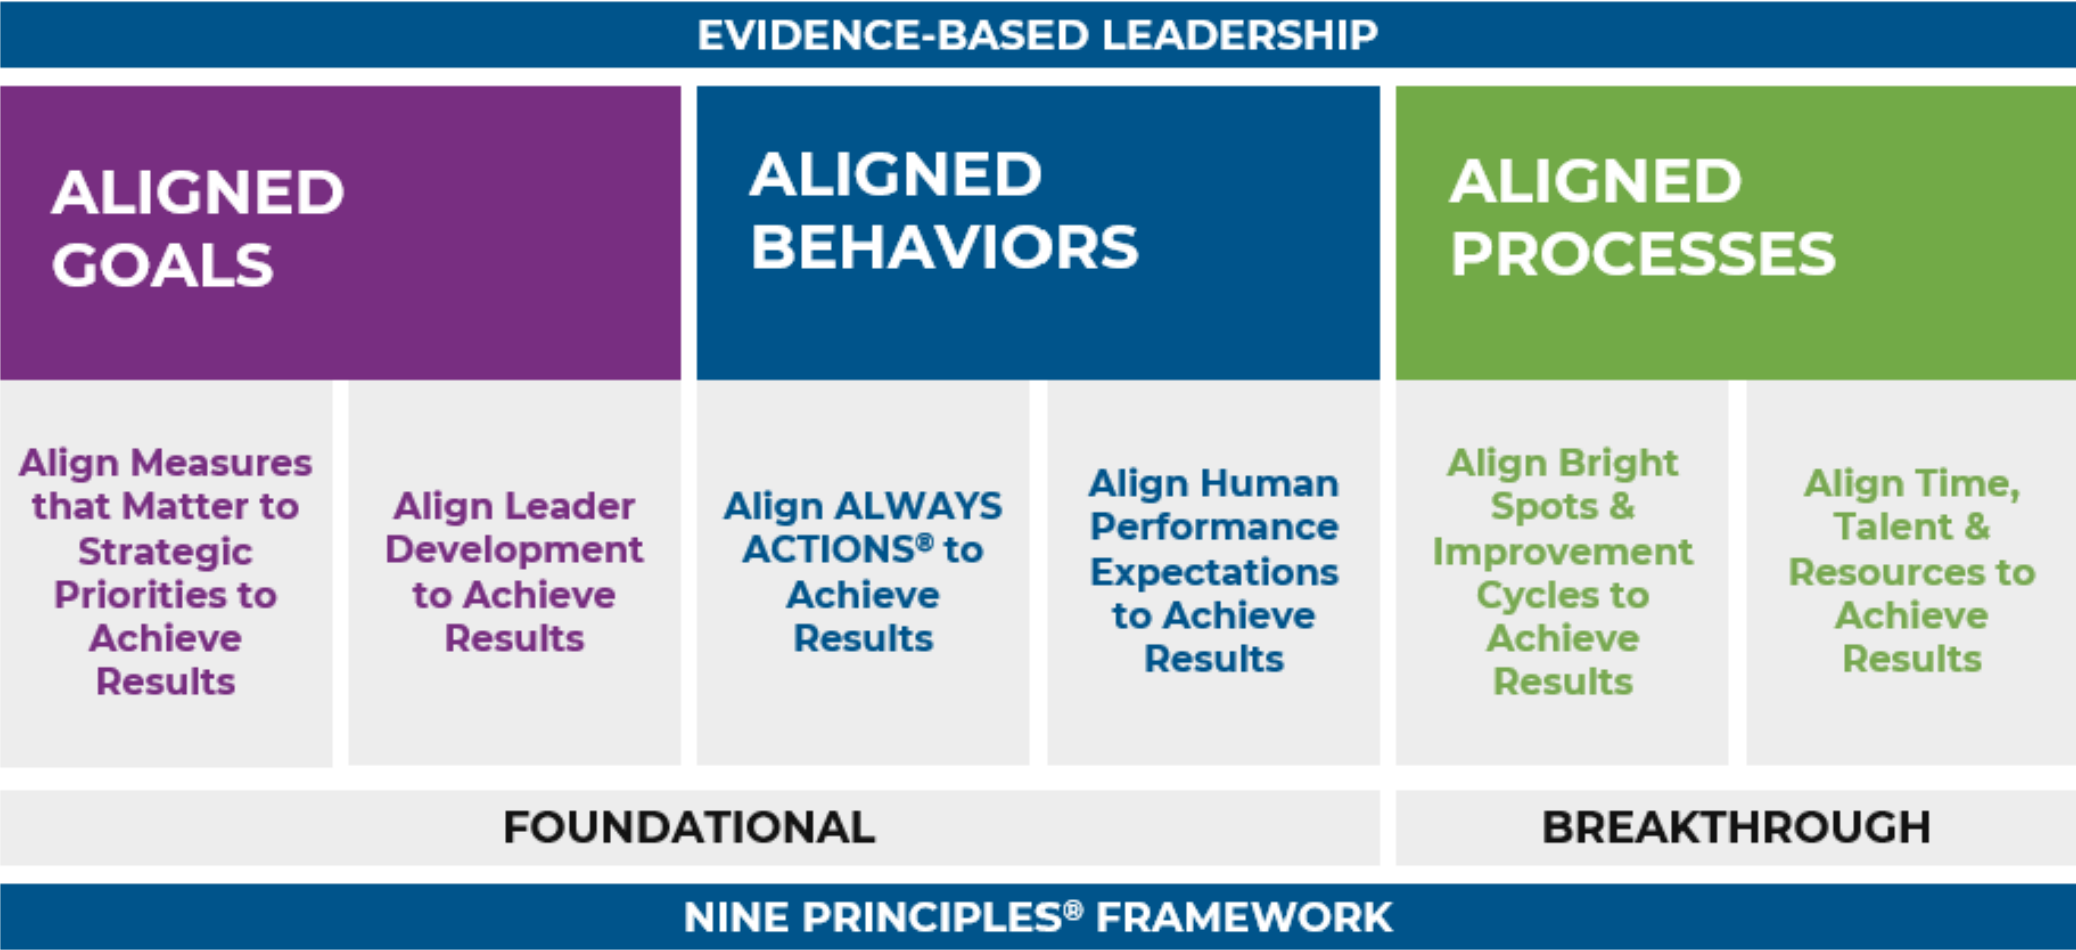 EVIDENCE-BASED LEADERSHIP
ALIGNED
GOALS
ALIGNED
BEHAVIORS
ALIGNED
PROCESSES
Align Measures
that Matter to
Strategic
Priorities to
Achieve
Results
Align Leader
Development
to Achieve
Results
Align ALWAYS
ACTIONS® to
Achieve
Results
Align Human
Performance
Expectations
to Achieve
Results
Align Bright
Spots &
Improvement
Cycles to
Achieve
Results
Align Time,
Talent &
Resources to
Achieve
Results
FOUNDATIONAL
BREAKTHROUGH
NINE PRINCIPLES® FRAMEWORK